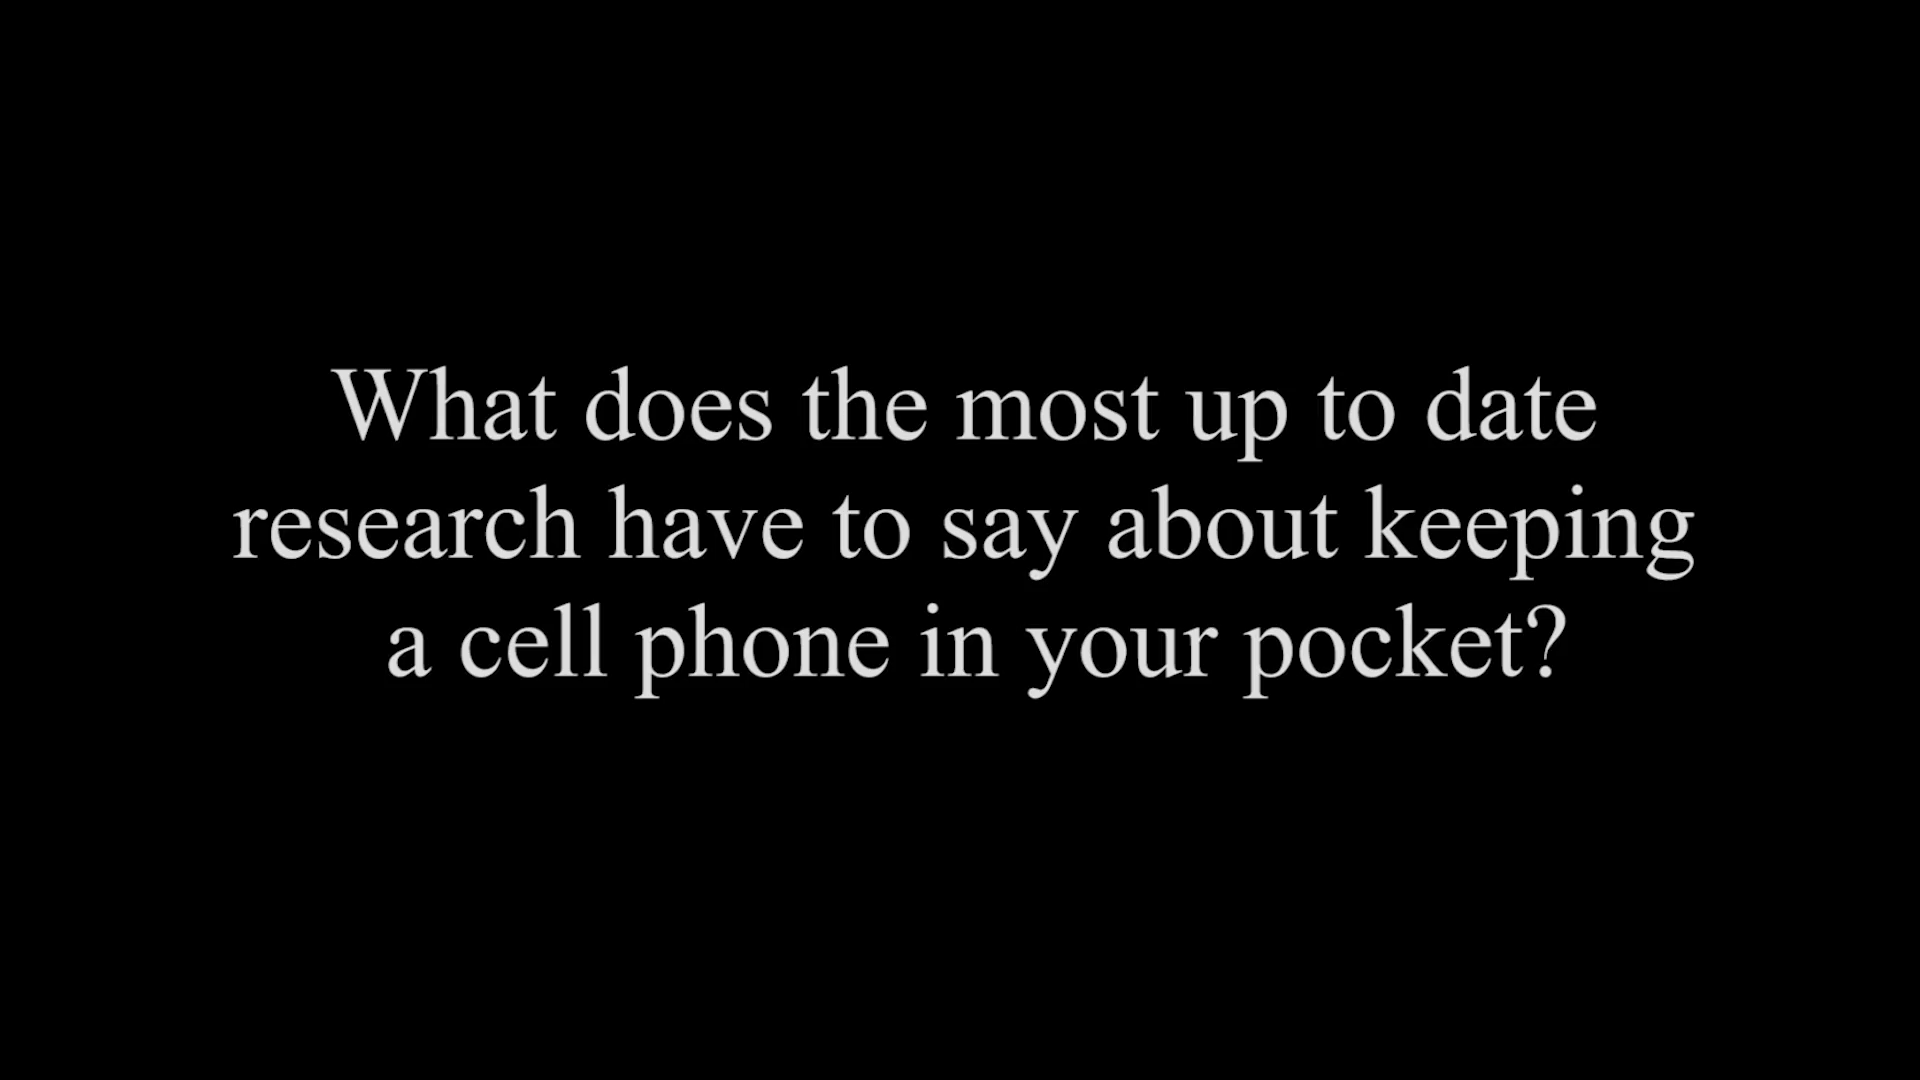 What does the most up to date
research have to say about keeping
a cell phone in your pocket?